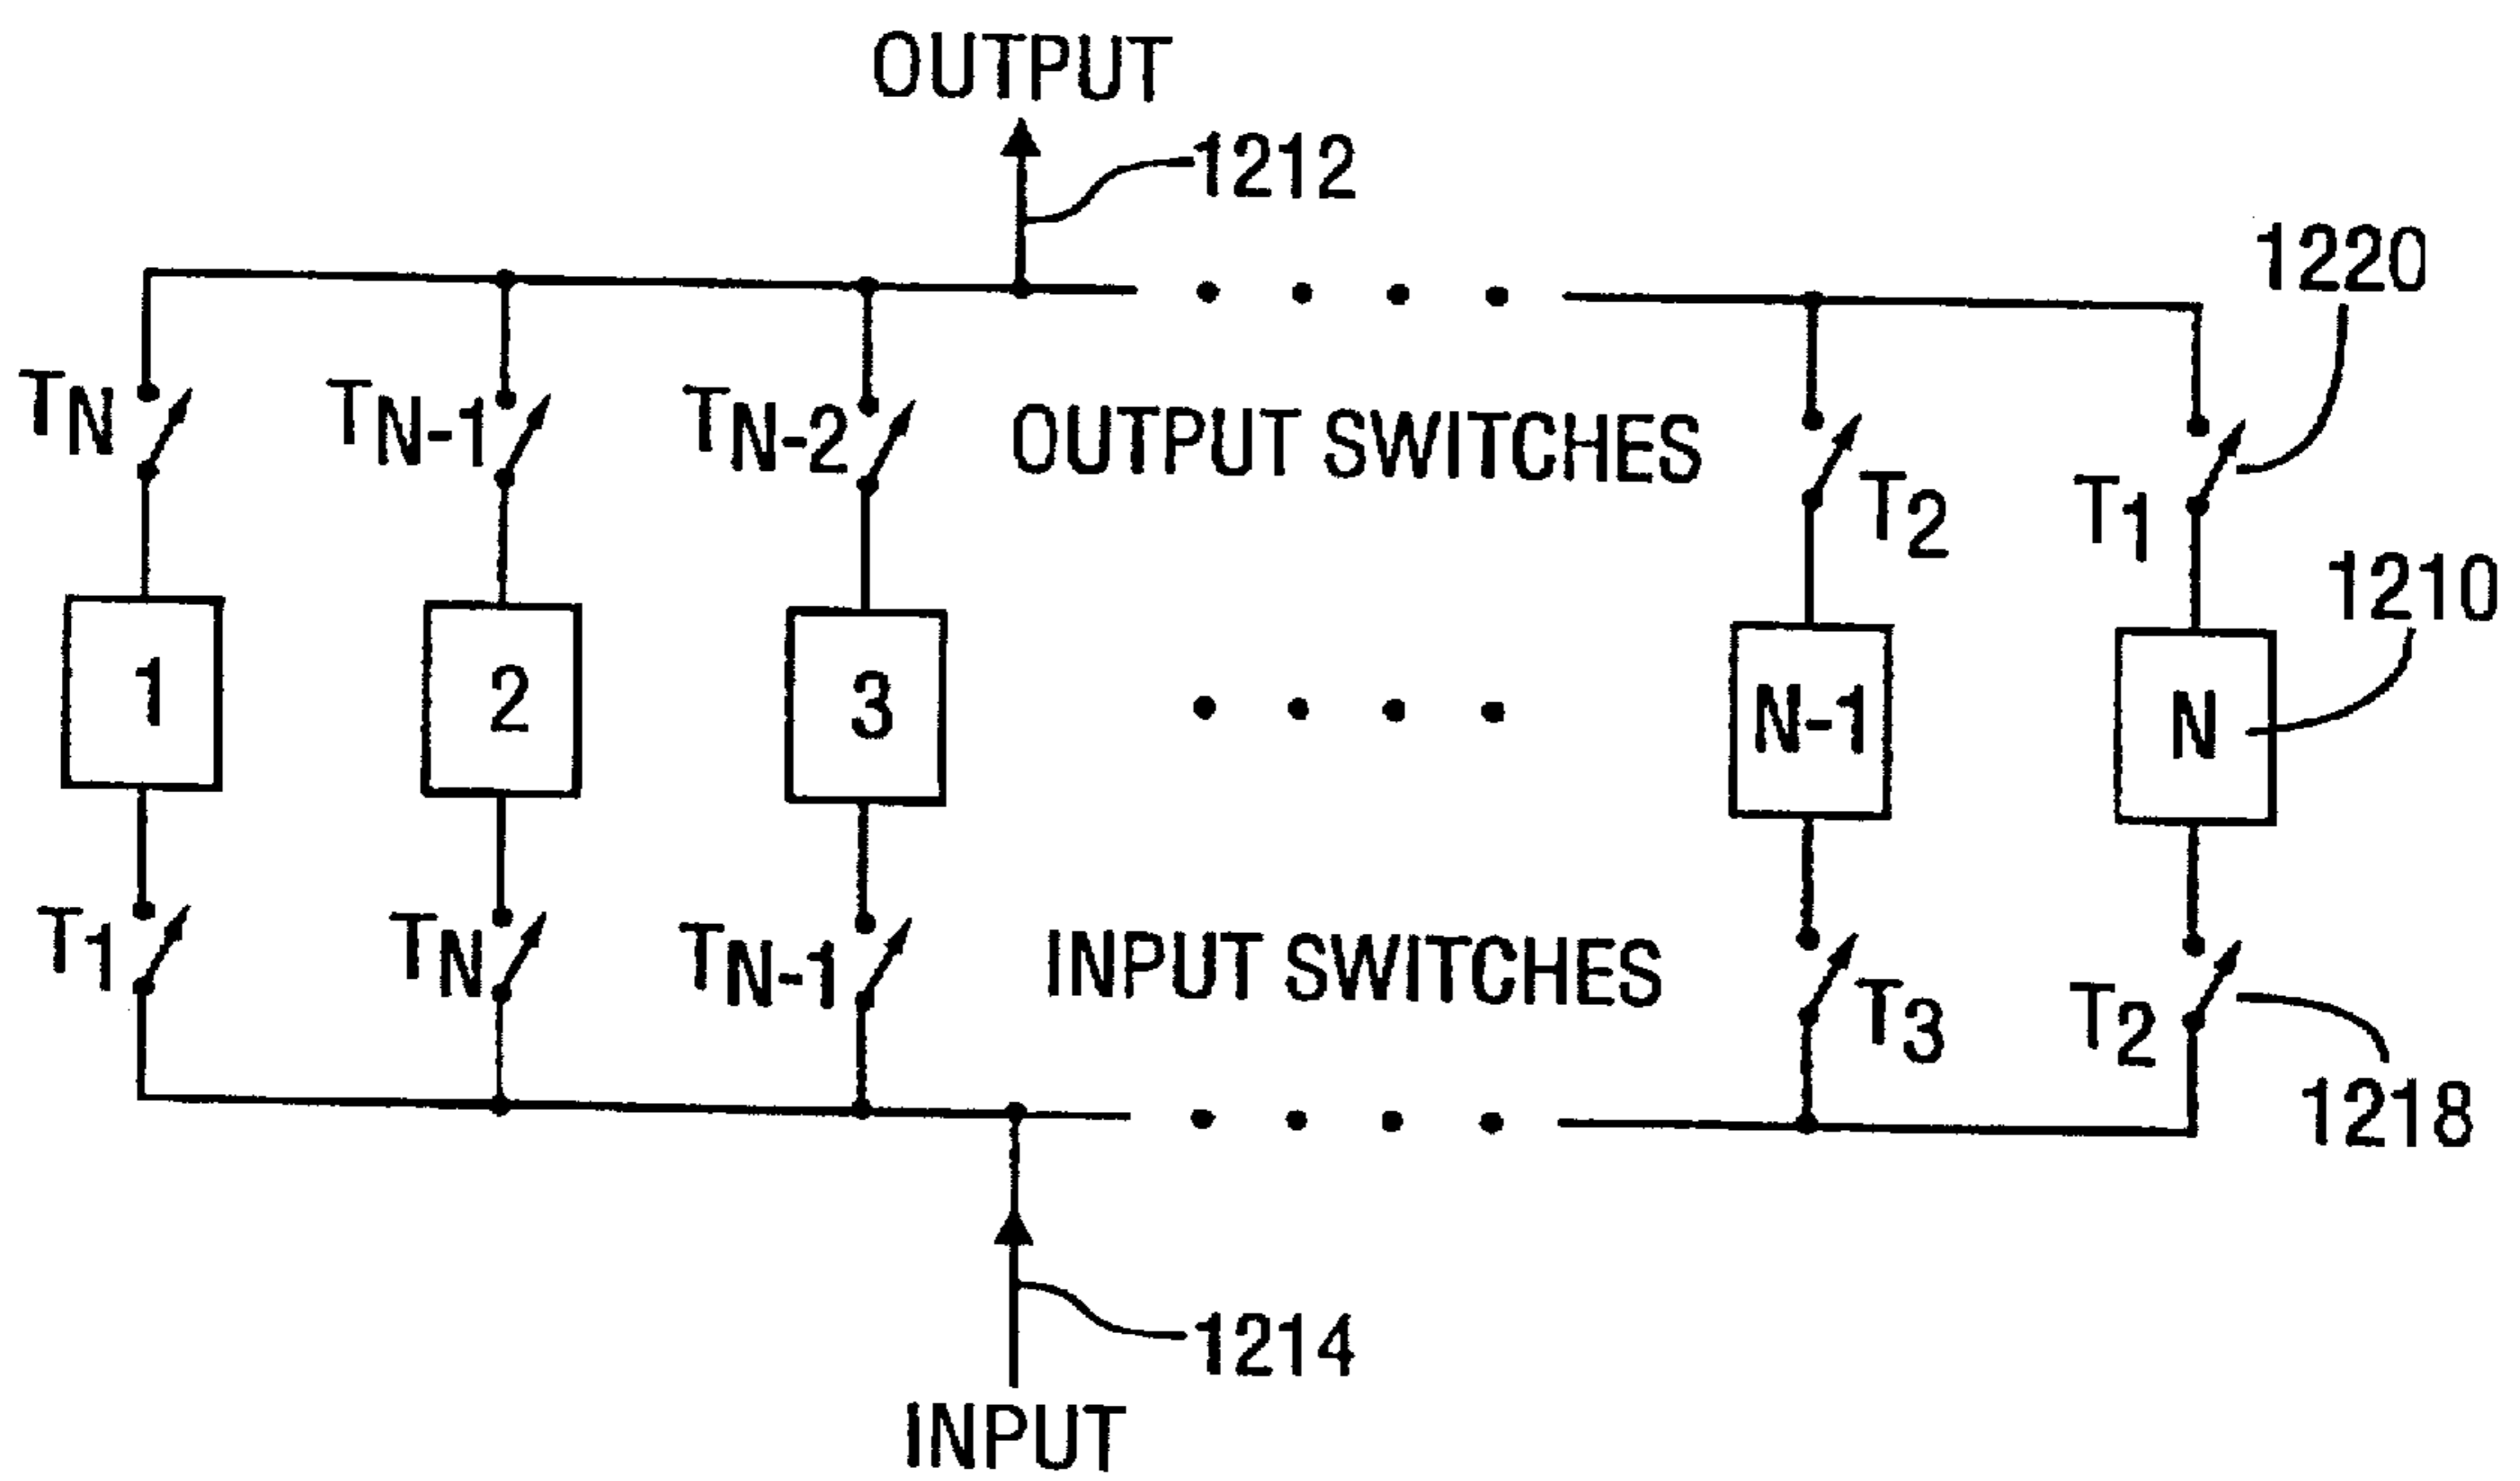 OUTPUT
1212
1220
TN TN-1 TN-2 OUTPUT SWITCHES T2 T1
1210
1 2 3 N-1 N
T1 TN TN-1 INPUT SWITCHES T3 T2
1218
1214
INPUT